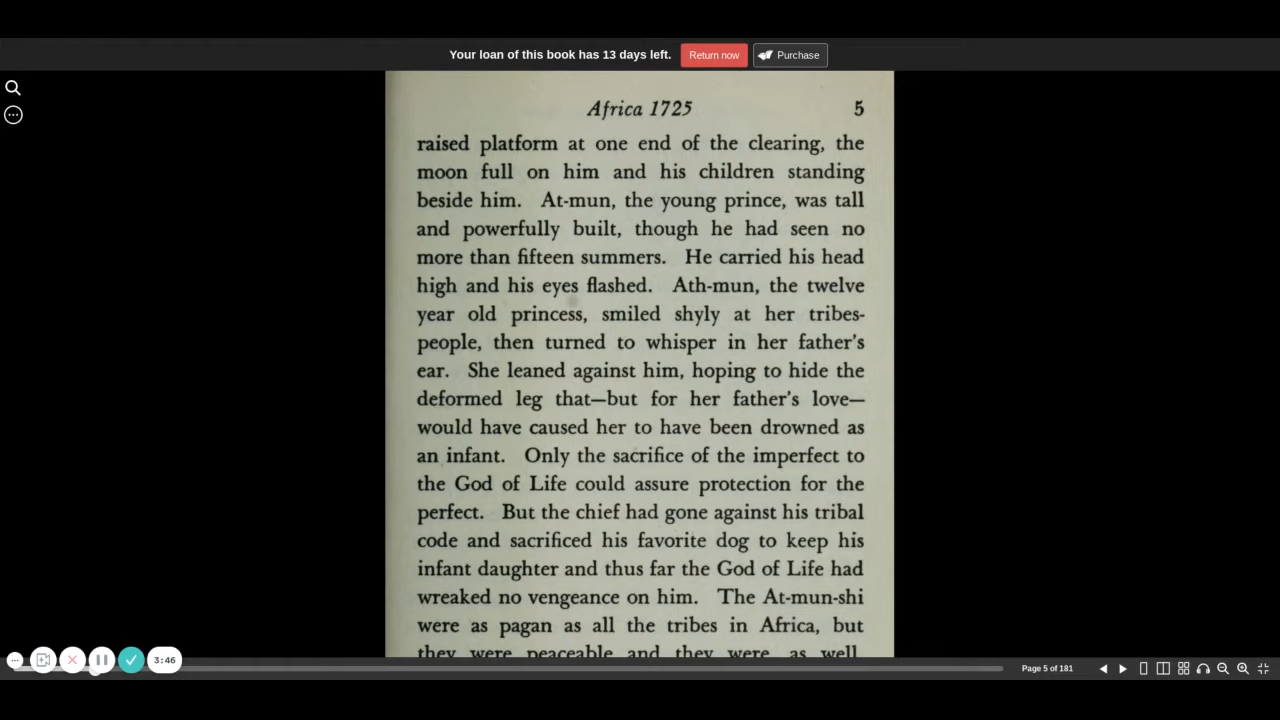 Your loan of this book has 13 days left. Return now Purchase
Africa 1725 5
raised platform at one end of the clearing, the
moon full on him and his children standing
beside him. At-mun, the young prince, was tall
and powerfully built, though he had seen no
more than fifteen summers. He carried his head
high and his eyes flashed. Ath-mun, the twelve
year old princess, smiled shyly at her tribes-
people, then turned to whisper in her father's
ear. She leaned against him, hoping to hide the
deformed leg that—but for her father's love—
would have caused her to have been drowned as
an infant. Only the sacrifice of the imperfect to
the God of Life could assure protection for the
perfect. But the chief had gone against his tribal
code and sacrificed his favorite dog to keep his
infant daughter and thus far the God of Life had
wreaked no vengeance on him. The At-mun-shi
were as pagan as all the tribes in Africa, but
they were peaceable and they were, as well,
3:46
Page 5 of 181